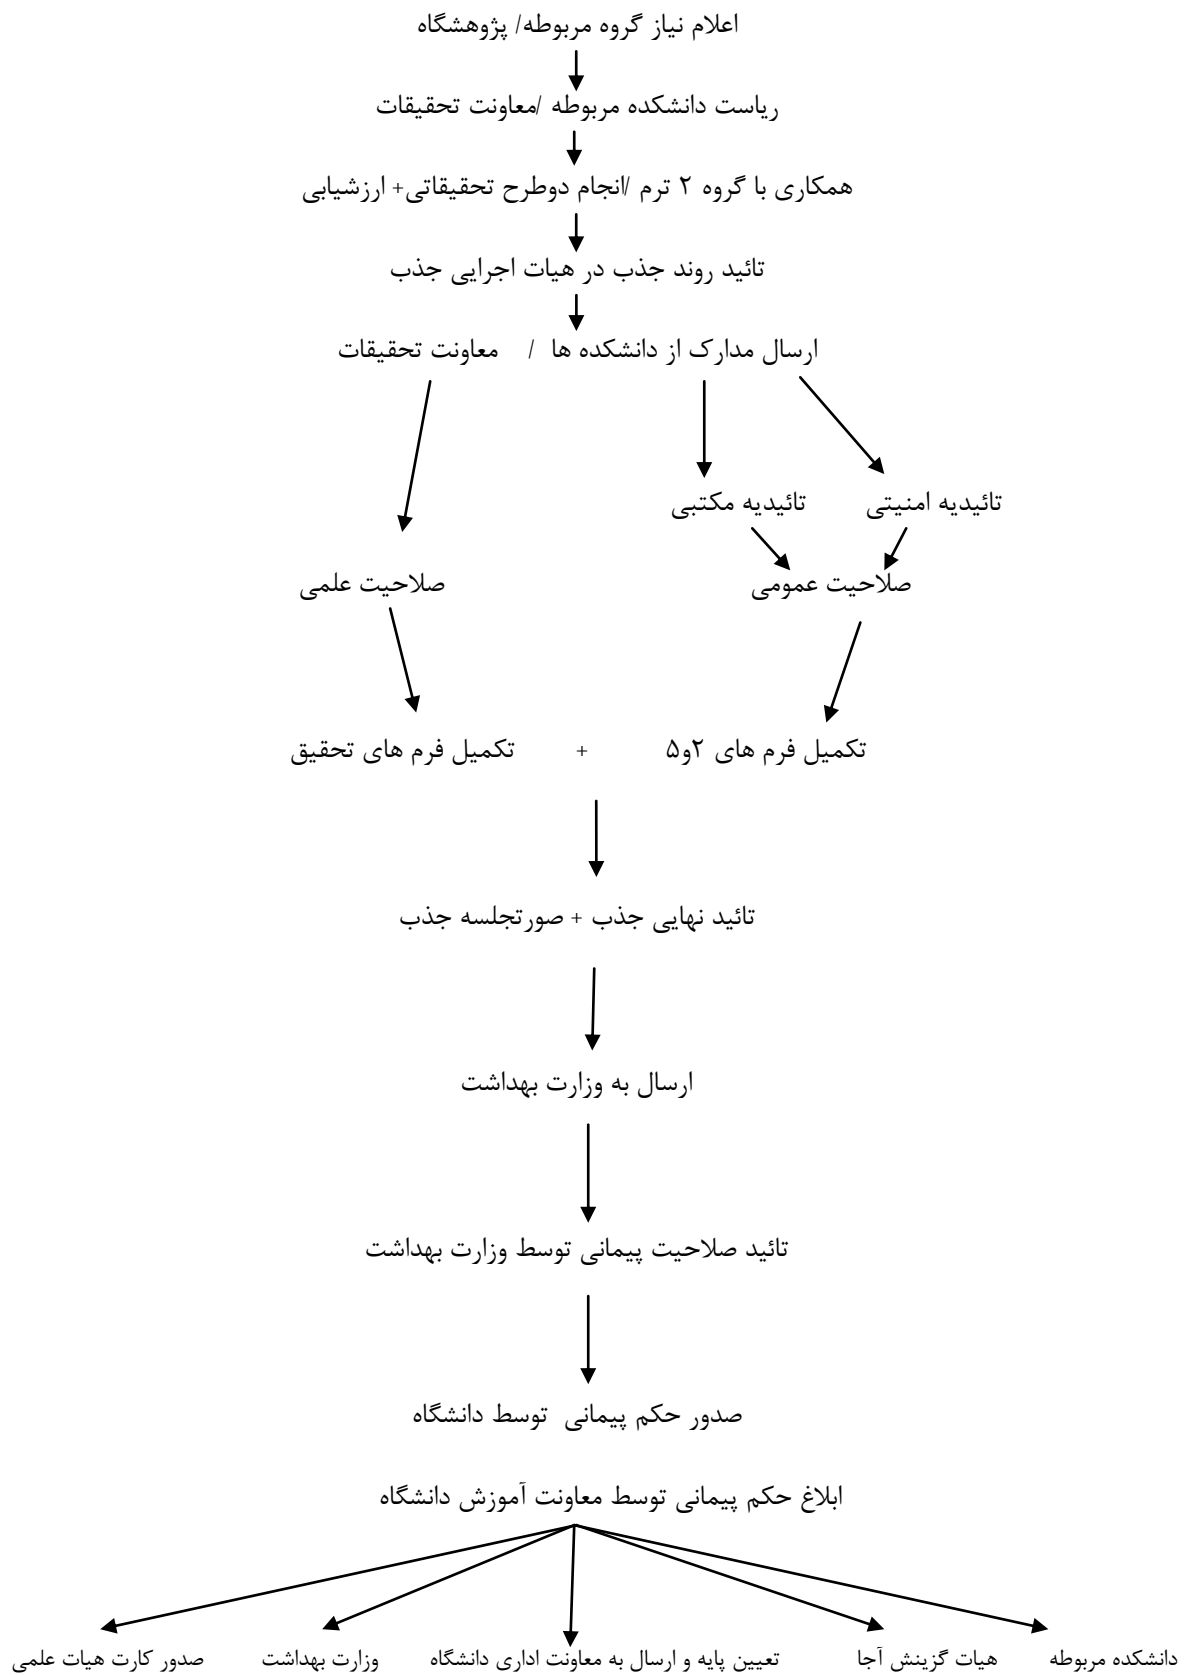 اعلام نیاز گروه مربوطه/ پژوهشگاه
ریاست دانشکده مربوطه /معاونت تحقیقات
همکاری با گروه ۲ ترم /انجام دوطرح تحقیقاتی+ ارزشیابی
تائید روند جذب در هیات اجرایی جذب
ارسال مدارک از دانشکده ها / معاونت تحقیقات
تائیدیه امنیتی تائیدیه مکتبی
صلاحیت عمومی صلاحیت علمی
تکمیل فرم های ۲و۵ + تکمیل فرم های تحقیق
تائید نهایی جذب + صورتجلسه جذب
ارسال به وزارت بهداشت
تائید صلاحیت پیمانی توسط وزارت بهداشت
صدور حکم پیمانی توسط دانشگاه
ابلاغ حکم پیمانی توسط معاونت آموزش دانشگاه
دانشکده مربوطه هیات گزینش آجا تعیین پایه و ارسال به معاونت اداری دانشگاه وزارت بهداشت صدور کارت هیات علمی